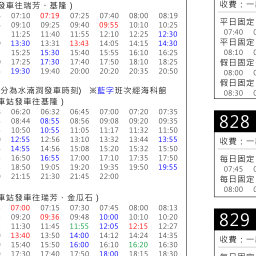 發車往瑞芳．基隆）
07:10 07:19 07:25 07:40 08:00 08:19
09:10 09:25 09:40 09:55 10:10 10:25
11:25 11:40 11:55 12:10 12:25 12:30
13:30 13:31 13:43 14:05 14:15 14:30
15:25 15:30 15:40 15:55 16:10 16:25
17:25 17:30 17:40 17:50 18:10 18:25
19:30 19:40 20:00 20:20 20:35 20:50
分為水湳洞發車時刻） ※藍字班次經海科館
車站發車往基隆）
06:20 06:32 06:45 07:00 07:20 07:35
08:44 08:55 08:56 09:08 09:20 09:35
10:50 10:55 11:05 11:17 11:32 11:50
12:55 12:56 13:10 13:32 13:44 13:55
14:55 14:56 15:08 15:20 15:32 15:50
16:50 16:55 17:00 17:10 17:35 17:50
18:50 19:05 19:20 19:35 19:50 19:55
21:15 21:30 21:45 22:00
車站發車往瑞芳．金瓜石）
07:00 07:15 07:30 07:45 08:00 08:13
09:20 09:36 09:48 10:00 10:10 10:20
11:30 11:45 11:55 12:05 12:15 12:27
13:40 13:50 14:00 14:12 14:24 14:35
15:40 15:50 16:00 16:10 16:20 16:30
17:30 17:40 17:50 18:00 18:15 18:30
收費：一
平日固定
07:40
平日固定
08:10
假日固定
08:00
假日固定
08:30
828
收費：一
每日固定
07:45
每日固定
08:00
829
收費：一